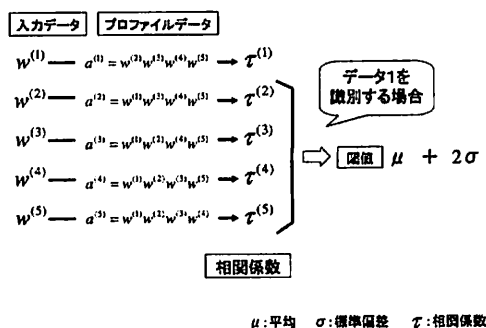 入力データ プロファイルデータ
w⁽¹⁾ — a⁽¹⁾ = w⁽²⁾w⁽³⁾w⁽⁴⁾w⁽⁵⁾ → τ⁽¹⁾
w⁽²⁾ — a⁽²⁾ = w⁽¹⁾w⁽³⁾w⁽⁴⁾w⁽⁵⁾ → τ⁽²⁾
w⁽³⁾ — a⁽³⁾ = w⁽¹⁾w⁽²⁾w⁽⁴⁾w⁽⁵⁾ → τ⁽³⁾
w⁽⁴⁾ — a⁽⁴⁾ = w⁽¹⁾w⁽²⁾w⁽³⁾w⁽⁵⁾ → τ⁽⁴⁾
w⁽⁵⁾ — a⁽⁵⁾ = w⁽¹⁾w⁽²⁾w⁽³⁾w⁽⁴⁾ → τ⁽⁵⁾
データ1を
識別する場合
⇨ 閾値 μ + 2σ
相関係数
μ:平均 σ:標準偏差 τ:相関係数